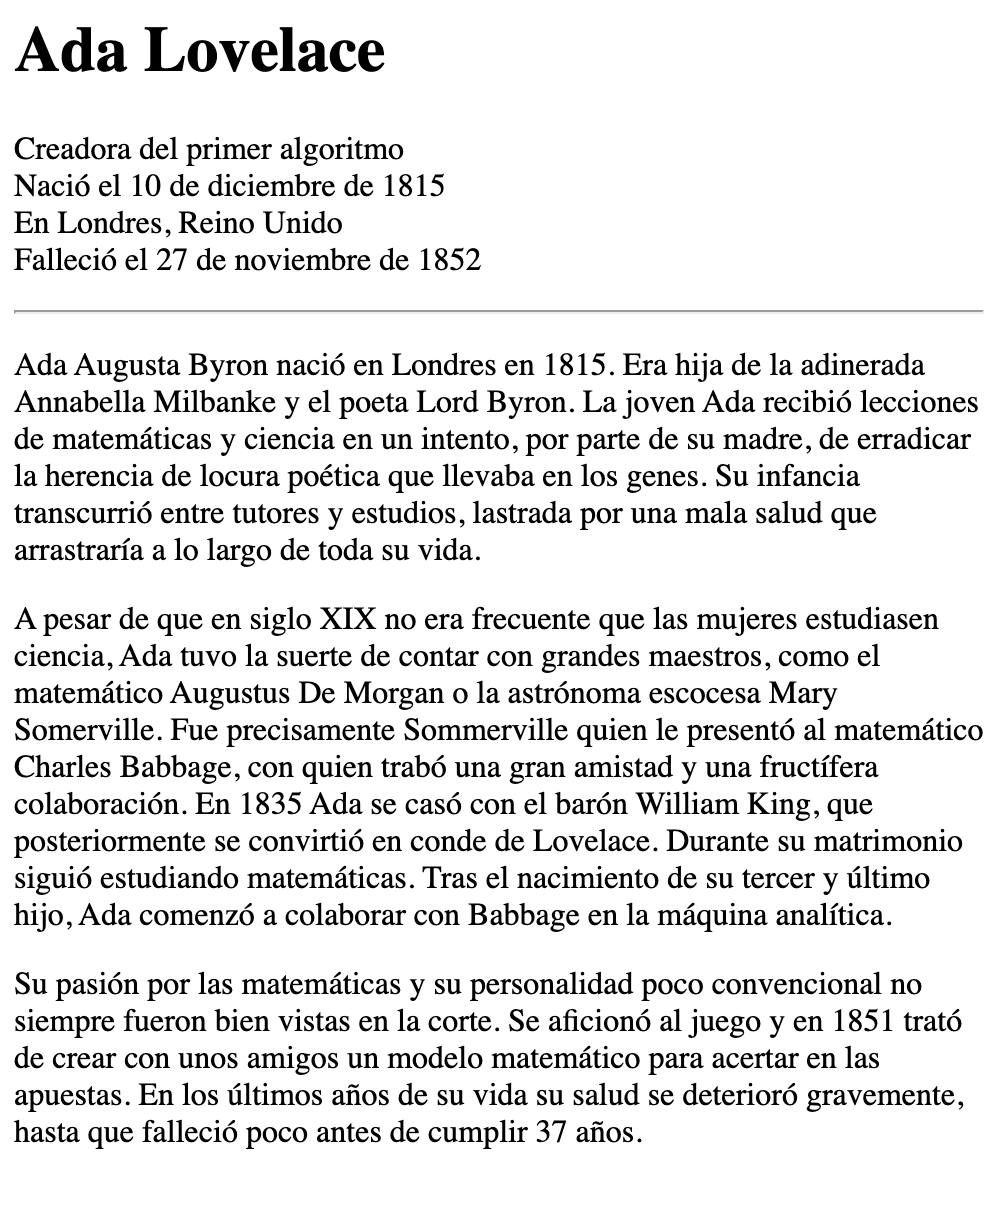 Ada Lovelace
Creadora del primer algoritmo
Nació el 10 de diciembre de 1815
En Londres, Reino Unido
Falleció el 27 de noviembre de 1852
Ada Augusta Byron nació en Londres en 1815. Era hija de la adinerada
Annabella Milbanke y el poeta Lord Byron. La joven Ada recibió lecciones
de matemáticas y ciencia en un intento, por parte de su madre, de erradicar
la herencia de locura poética que llevaba en los genes. Su infancia
transcurrió entre tutores y estudios, lastrada por una mala salud que
arrastraría a lo largo de toda su vida.
A pesar de que en siglo XIX no era frecuente que las mujeres estudiasen
ciencia, Ada tuvo la suerte de contar con grandes maestros, como el
matemático Augustus De Morgan o la astrónoma escocesa Mary
Somerville. Fue precisamente Sommerville quien le presentó al matemático
Charles Babbage, con quien trabó una gran amistad y una fructífera
colaboración. En 1835 Ada se casó con el barón William King, que
posteriormente se convirtió en conde de Lovelace. Durante su matrimonio
siguió estudiando matemáticas. Tras el nacimiento de su tercer y último
hijo, Ada comenzó a colaborar con Babbage en la máquina analítica.
Su pasión por las matemáticas y su personalidad poco convencional no
siempre fueron bien vistas en la corte. Se aficionó al juego y en 1851 trató
de crear con unos amigos un modelo matemático para acertar en las
apuestas. En los últimos años de su vida su salud se deterioró gravemente,
hasta que falleció poco antes de cumplir 37 años.